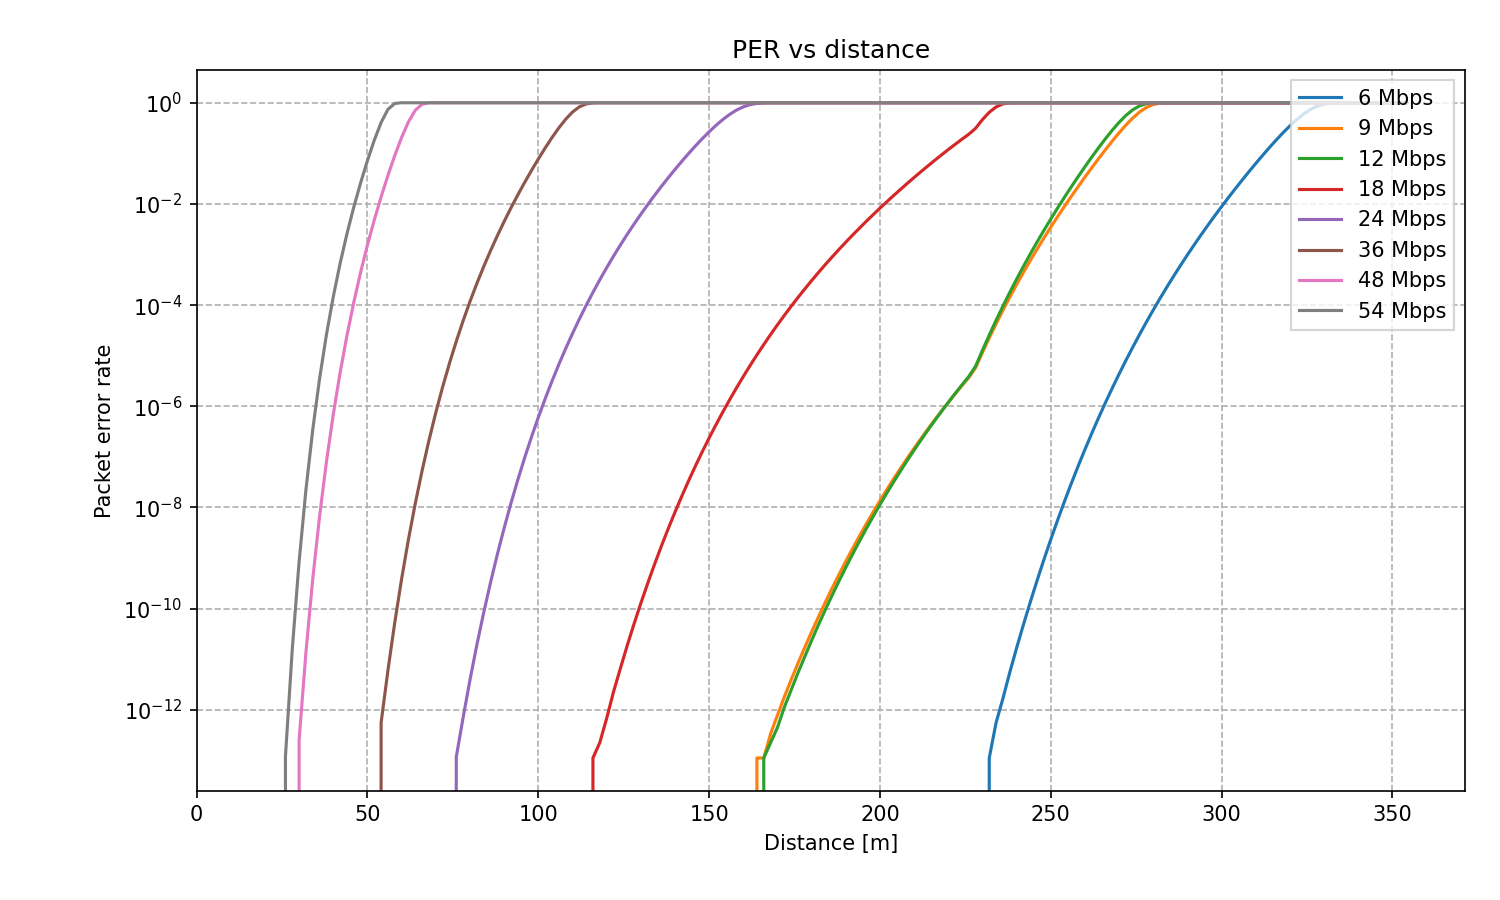 PER vs distance
Packet error rate
10⁰
10⁻²
10⁻⁴
10⁻⁶
10⁻⁸
10⁻¹⁰
10⁻¹²
6 Mbps
9 Mbps
12 Mbps
18 Mbps
24 Mbps
36 Mbps
48 Mbps
54 Mbps
0 50 100 150 200 250 300 350
Distance [m]